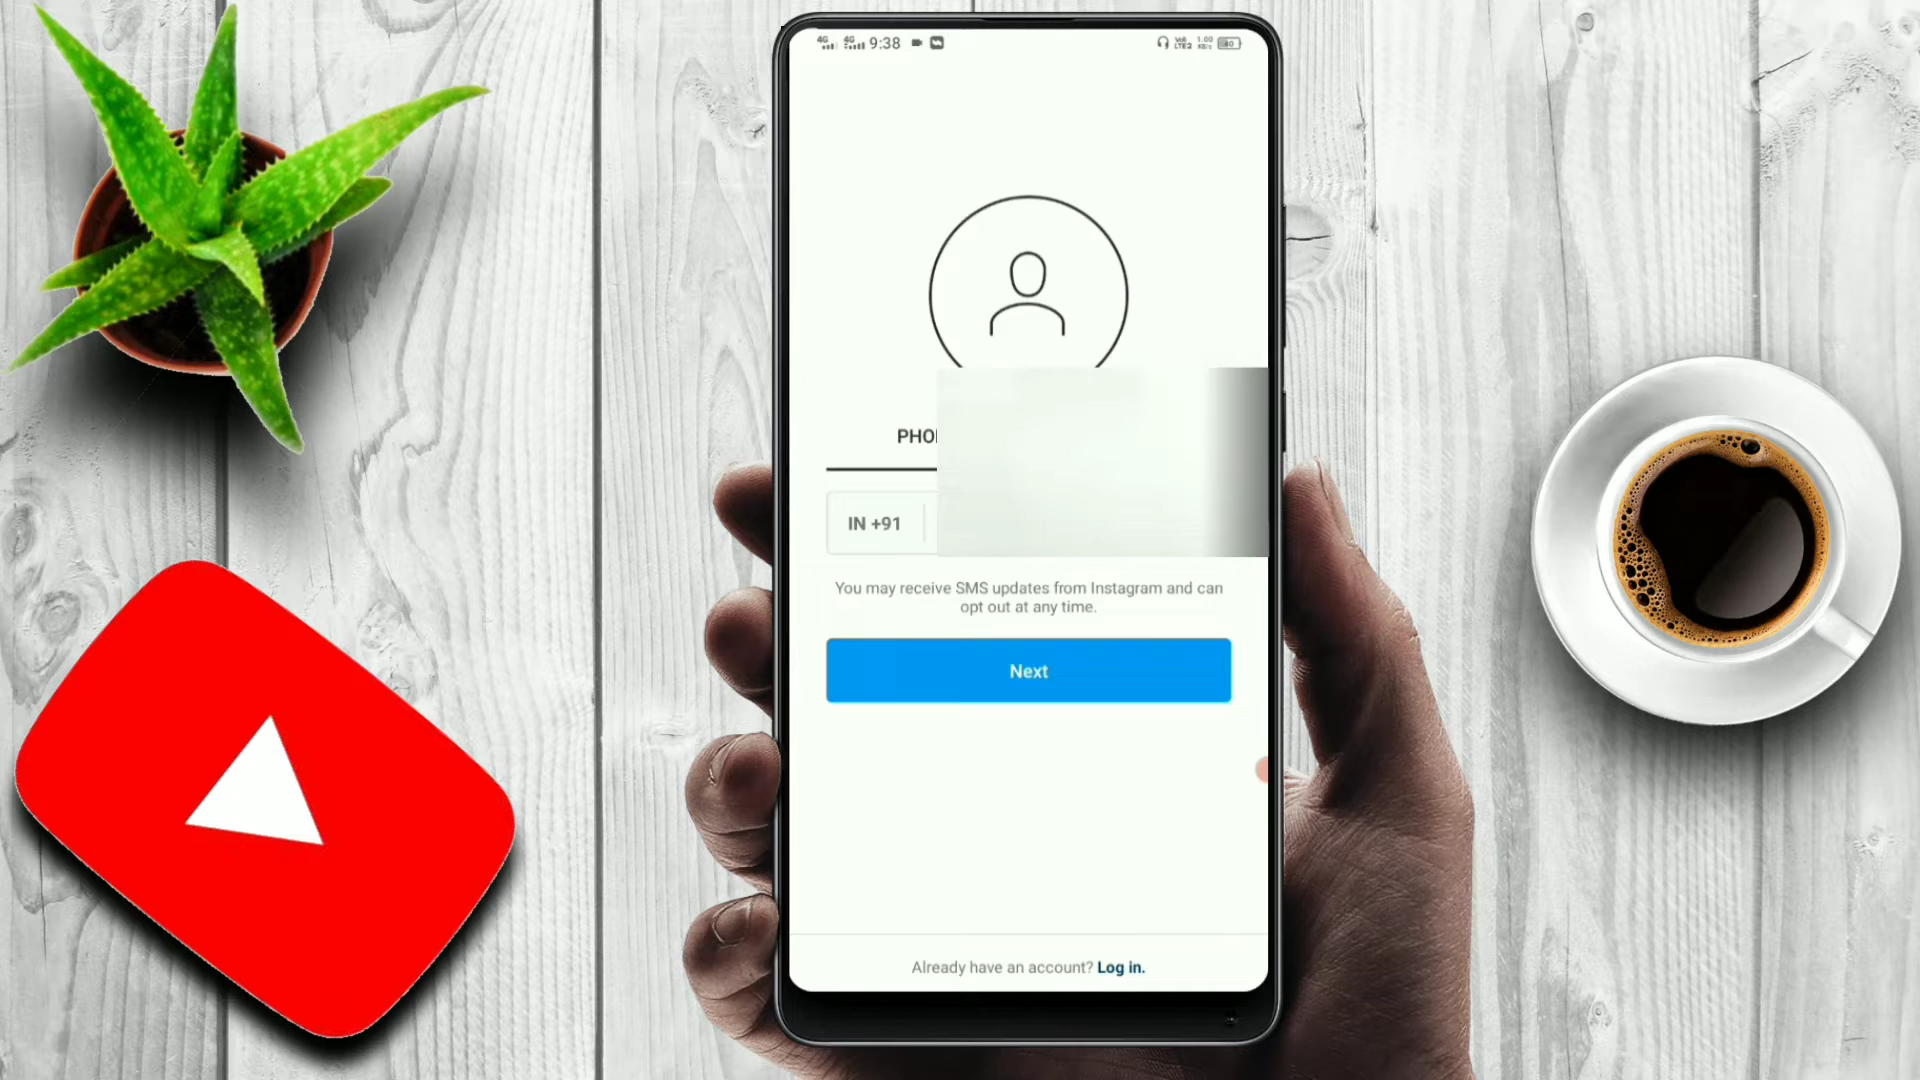 9:38
PHO
IN +91
You may receive SMS updates from Instagram and can
opt out at any time.
Next
Already have an account? Log in.